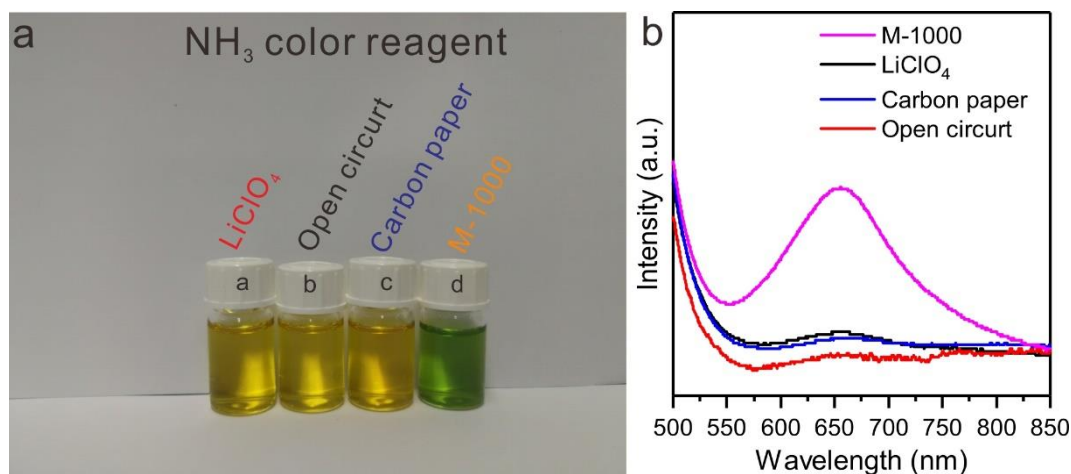 a
NH₃ color reagent
LiClO₄
Open circurt
Carbon paper
M-1000
a
b
c
d
b
M-1000
LiClO₄
Carbon paper
Open circurt
Intensity (a.u.)
500 550 600 650 700 750 800 850
Wavelength (nm)